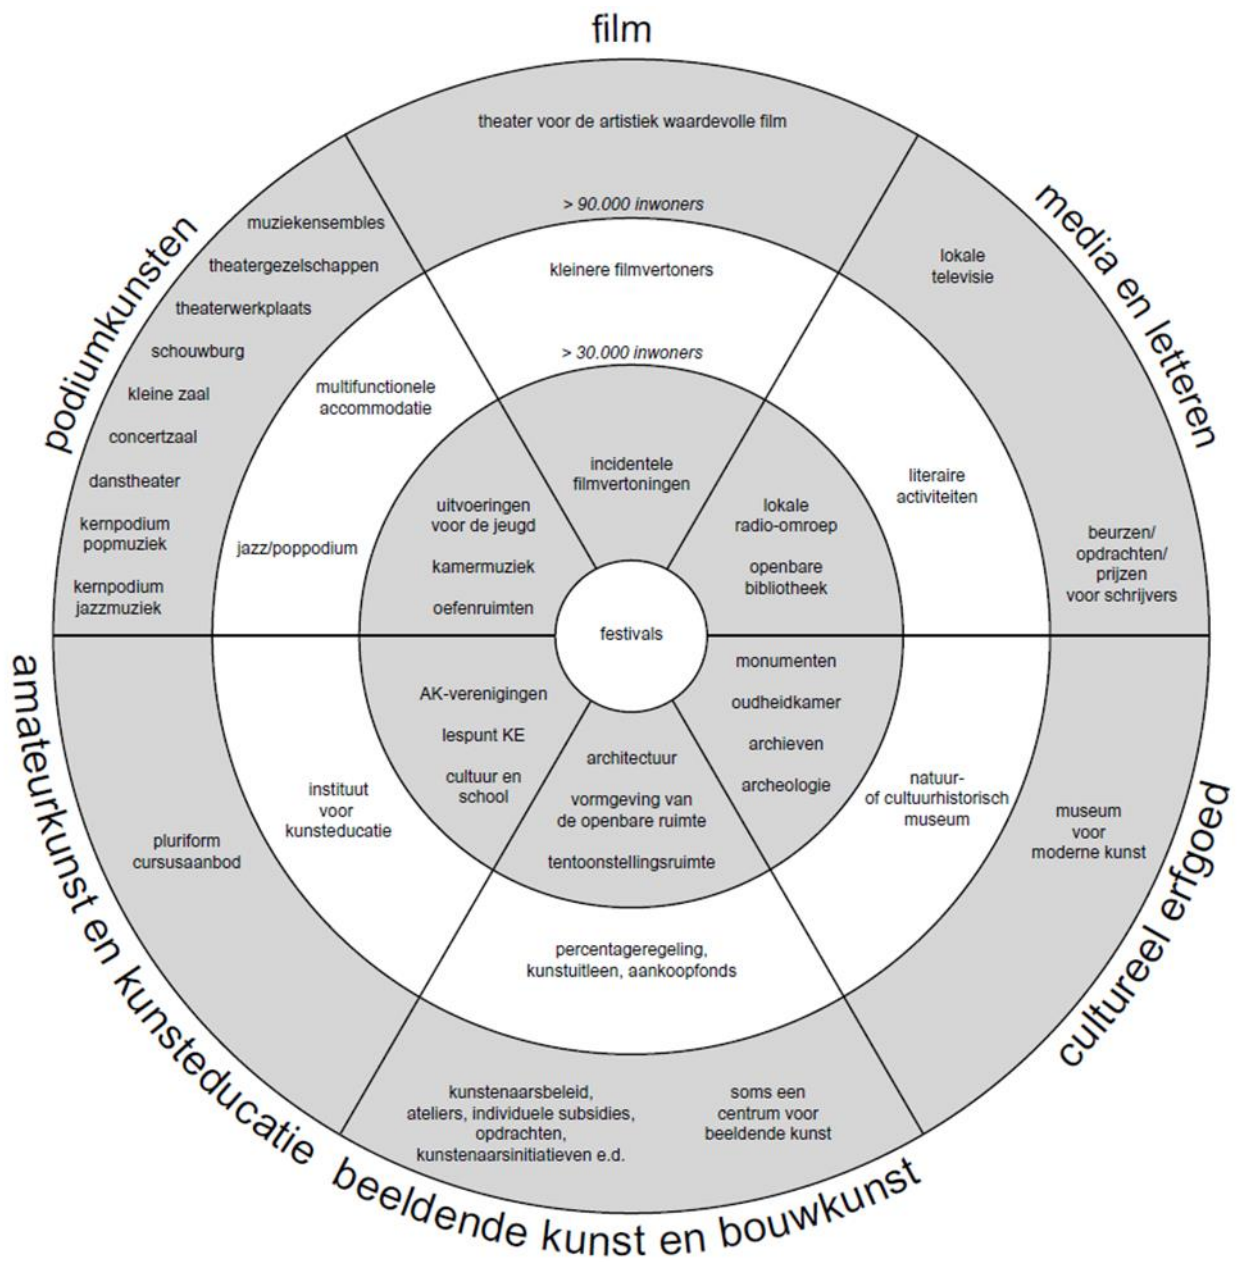 film
theater voor de artistiek waardevolle film
> 90.000 inwoners
kleinere filmvertoners
> 30.000 inwoners
incidentele
filmvertoningen
media en letteren
lokale
televisie
beurzen/
opdrachten/
prijzen
voor schrijvers
literaire
activiteiten
lokale
radio-omroep
openbare
bibliotheek
podiumkunsten
muziekensembles
theatergezelschappen
theaterwerkplaats
schouwburg
kleine zaal
concertzaal
danstheater
kernpodium
popmuziek
kernpodium
jazzmuziek
multifunctionele
accommodatie
jazz/poppodium
uitvoeringen
voor de jeugd
kamermuziek
oefenruimten
festivals
amateurkunst en kunsteducatie
pluriform
cursusaanbod
instituut
voor
kunsteducatie
AK-verenigingen
lespunt KE
cultuur en
school
beeldende kunst en bouwkunst
architectuur
vormgeving van
de openbare ruimte
tentoonstellingsruimte
percentageregeling,
kunstuitleen, aankoopfonds
kunstenaarsbeleid,
ateliers, individuele subsidies,
opdrachten,
kunstenaarsinitiatieven e.d.
soms een
centrum voor
beeldende kunst
cultureel erfgoed
monumenten
oudheidkamer
archieven
archeologie
natuur-
of cultuurhistorisch
museum
museum
voor
moderne kunst